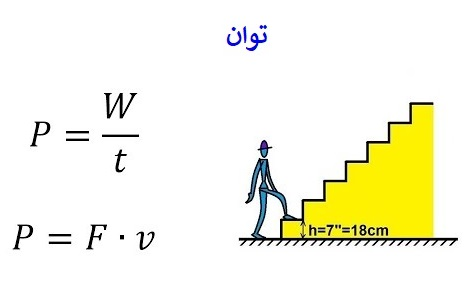 توان
P = W/t
P = F · v
h=7"=18cm